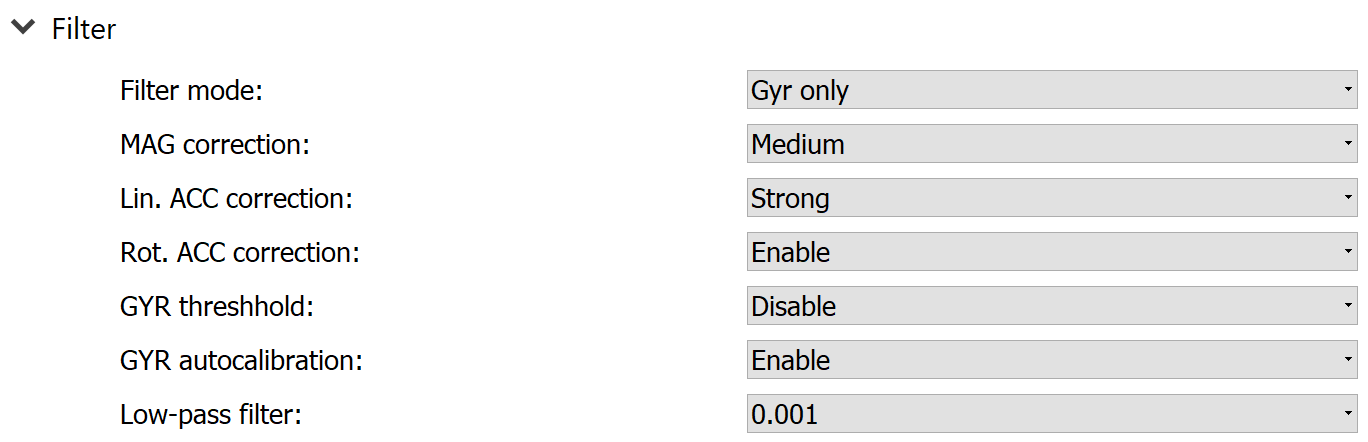 Filter
Filter mode: Gyr only
MAG correction: Medium
Lin. ACC correction: Strong
Rot. ACC correction: Enable
GYR threshhold: Disable
GYR autocalibration: Enable
Low-pass filter: 0.001